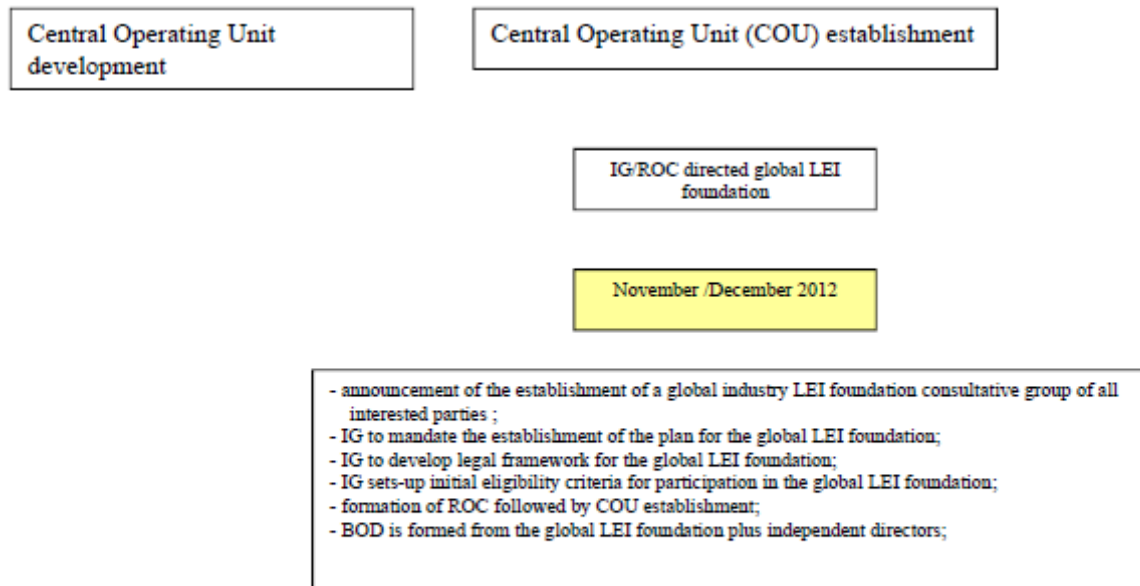 Central Operating Unit
development
Central Operating Unit (COU) establishment
IG/ROC directed global LEI
foundation
November /December 2012
- announcement of the establishment of a global industry LEI foundation consultative group of all
interested parties ;
- IG to mandate the establishment of the plan for the global LEI foundation;
- IG to develop legal framework for the global LEI foundation;
- IG sets-up initial eligibility criteria for participation in the global LEI foundation;
- formation of ROC followed by COU establishment;
- BOD is formed from the global LEI foundation plus independent directors;